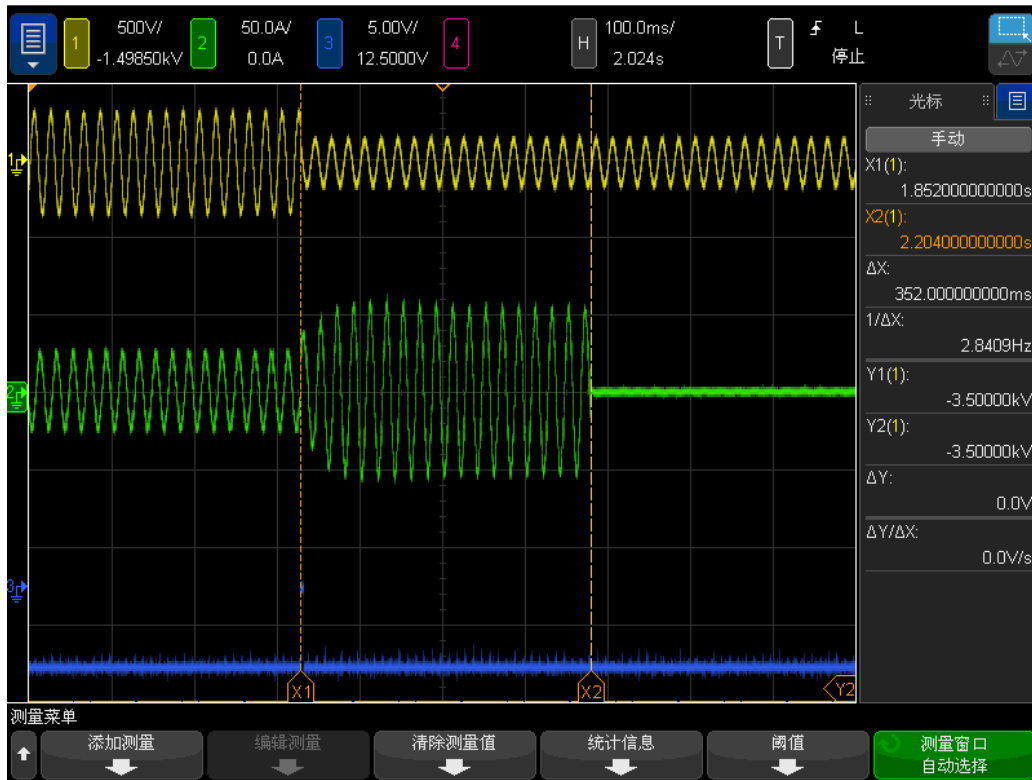 1 500V/ -1.49850kV
2 50.0A/ 0.0A
3 5.00V/ 12.5000V
4
H 100.0ms/ 2.024s
T L
停止
光标
手动
X1(1):
1.852000000000s
X2(1):
2.204000000000s
ΔX:
352.000000000ms
1/ΔX:
2.8409Hz
Y1(1):
-3.50000kV
Y2(1):
-3.50000kV
ΔY:
0.0V
ΔY/ΔX:
0.0V/s
1
2
3
X1
X2
Y2
测量菜单
添加测量
编辑测量
清除测量值
统计信息
阈值
测量窗口
自动选择